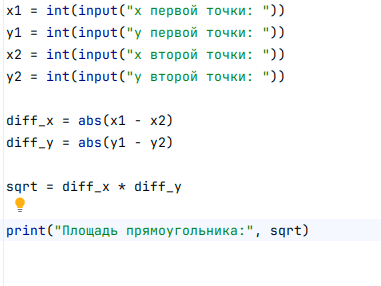 x1 = int(input("x первой точки: "))
y1 = int(input("y первой точки: "))
x2 = int(input("x второй точки: "))
y2 = int(input("y второй точки: "))
diff_x = abs(x1 - x2)
diff_y = abs(y1 - y2)
sqrt = diff_x * diff_y
print("Площадь прямоугольника:", sqrt)